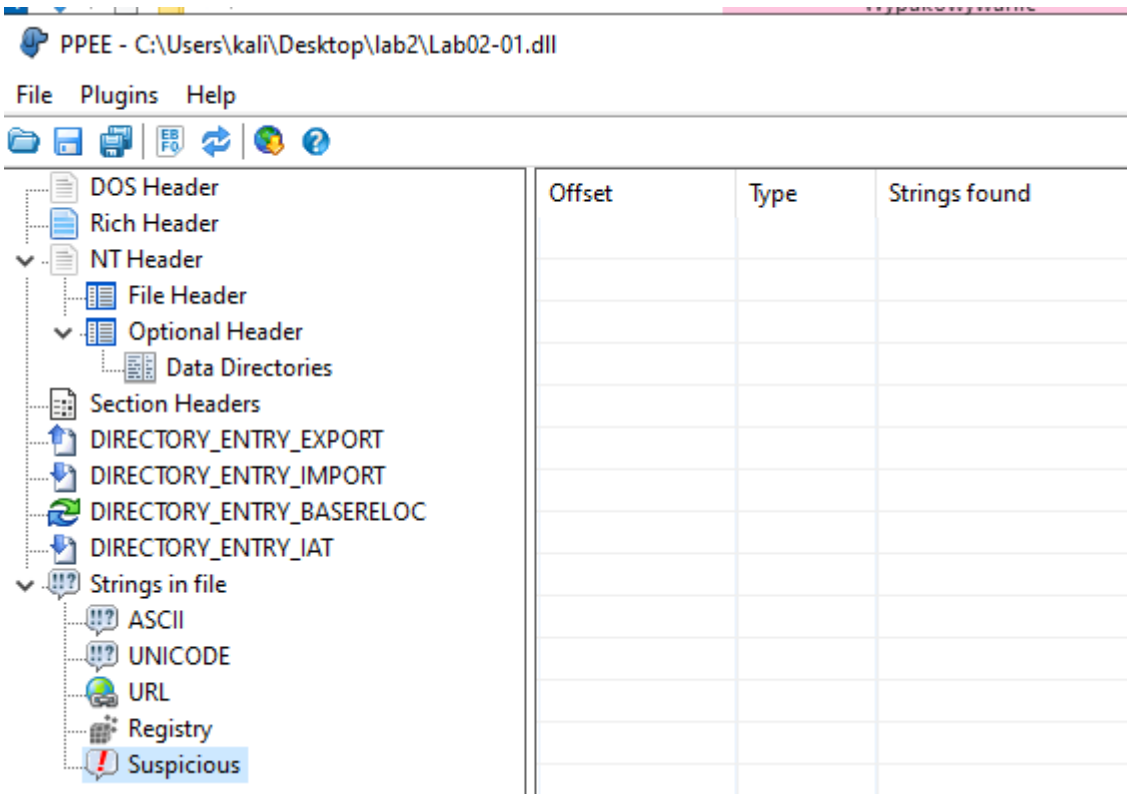 Wypakowywanie
PPEE - C:\Users\kali\Desktop\lab2\Lab02-01.dll
File Plugins Help
DOS Header
Rich Header
NT Header
File Header
Optional Header
Data Directories
Section Headers
DIRECTORY_ENTRY_EXPORT
DIRECTORY_ENTRY_IMPORT
DIRECTORY_ENTRY_BASERELOC
DIRECTORY_ENTRY_IAT
Strings in file
ASCII
UNICODE
URL
Registry
Suspicious
Offset Type Strings found